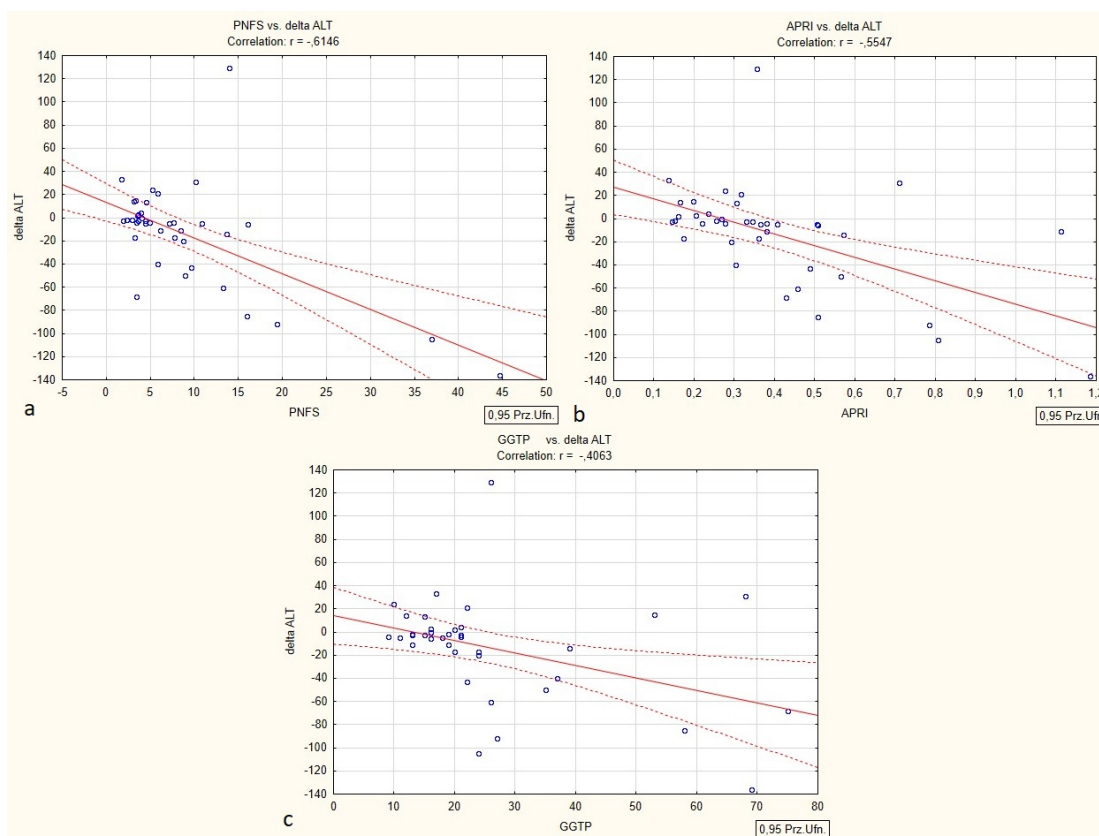 PNFS vs. delta ALT
Correlation: r = -,6146
140
120
100
80
60
40
20
0
-20
-40
-60
-80
-100
-120
-140
delta ALT
-5 0 5 10 15 20 25 30 35 40 45 50
PNFS
a
0,95 Prz.Ufn.
APRI vs. delta ALT
Correlation: r = -,5547
140
120
100
80
60
40
20
0
-20
-40
-60
-80
-100
-120
-140
delta ALT
0,0 0,1 0,2 0,3 0,4 0,5 0,6 0,7 0,8 0,9 1,0 1,1 1,2
APRI
b
0,95 Prz.Ufn.
GGTP vs. delta ALT
Correlation: r = -,4063
140
120
100
80
60
40
20
0
-20
-40
-60
-80
-100
-120
-140
delta ALT
0 10 20 30 40 50 60 70 80
GGTP
c
0,95 Prz.Ufn.